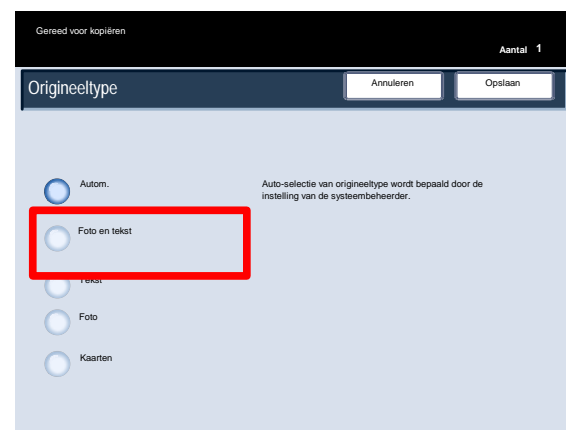 Gereed voor kopiëren
Aantal 1
Origineeltype
Annuleren
Opslaan
Autom.
Auto-selectie van origineeltype wordt bepaald door de
instelling van de systeembeheerder.
Foto en tekst
Tekst
Foto
Kaarten